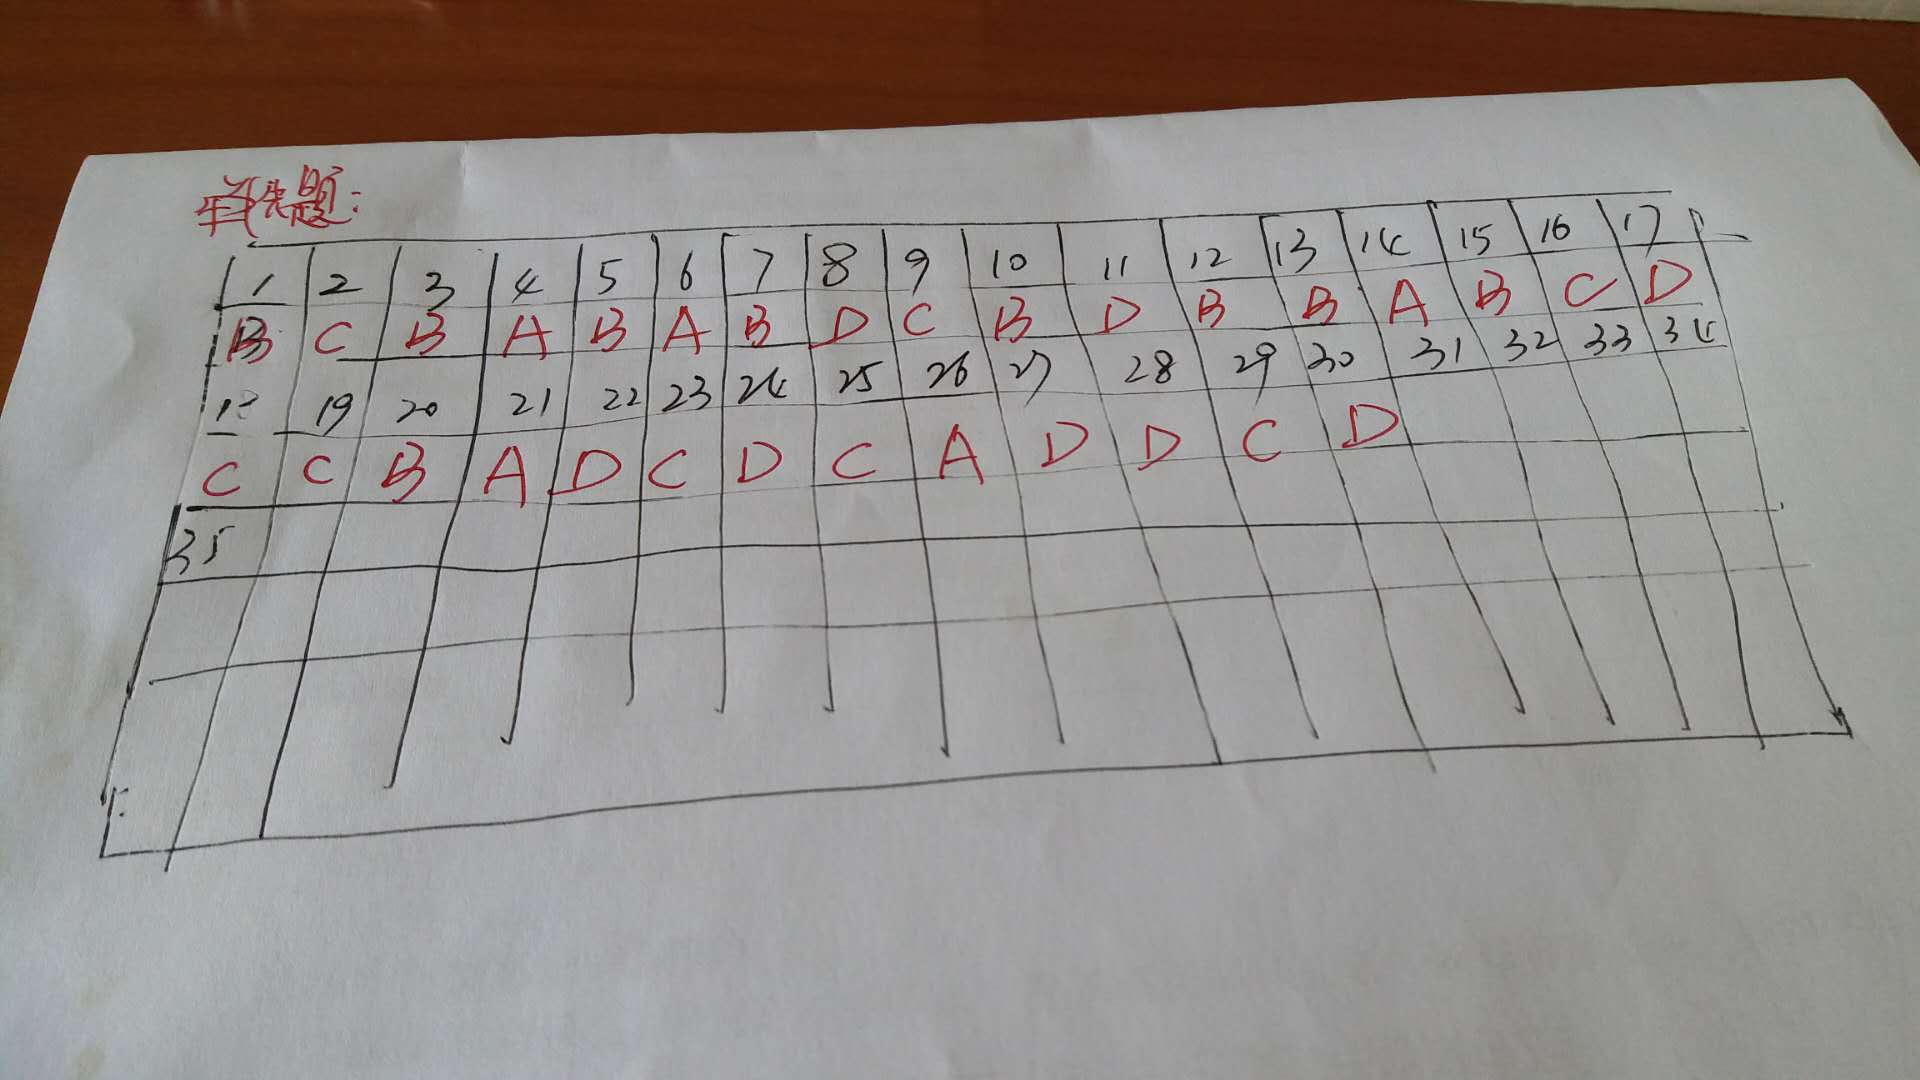 单选题:
1 2 3 4 5 6 7 8 9 10 11 12 13 14 15 16 17
B C B A B A B D C B D B B A B C D
18 19 20 21 22 23 24 25 26 27 28 29 30 31 32 33 34
C C B A D C D C A D D C D
35